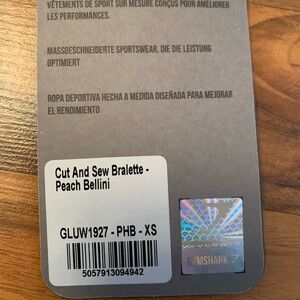 VÊTEMENTS DE SPORT SUR MESURE CONÇUS POUR AMÉLIORER
LES PERFORMANCES.
MASSGESCHNEIDERTE SPORTSWEAR, DIE DIE LEISTUNG
OPTIMIERT
ROPA DEPORTIVA HECHA A MEDIDA DISEÑADA PARA MEJORAR
EL RENDIMIENTO
Cut And Sew Bralette -
Peach Bellini
GLUW1927 - PHB - XS
5057913094942
YMSHARK